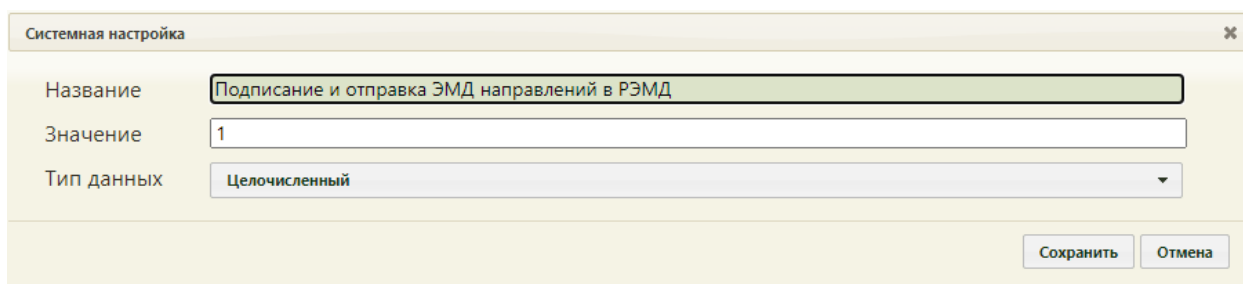 Системная настройка
Название Подписание и отправка ЭМД направлений в РЭМД
Значение 1
Тип данных Целочисленный
Сохранить Отмена